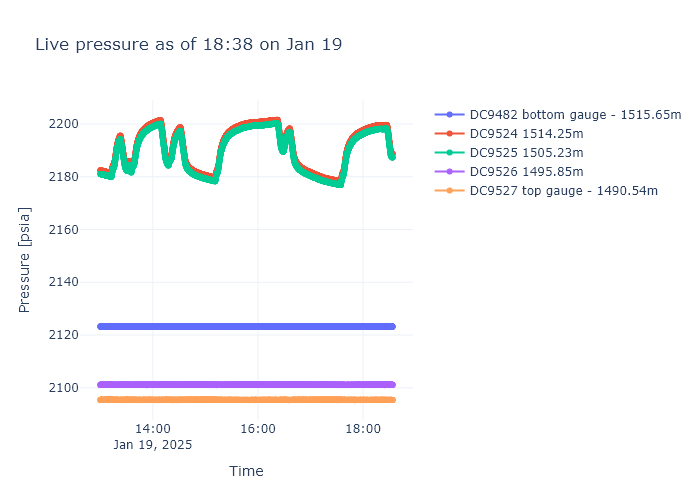 Live pressure as of 18:38 on Jan 19
DC9482 bottom gauge - 1515.65m
DC9524 1514.25m
DC9525 1505.23m
DC9526 1495.85m
DC9527 top gauge - 1490.54m
Pressure [psia]
2200
2180
2160
2140
2120
2100
14:00
16:00
18:00
Jan 19, 2025
Time